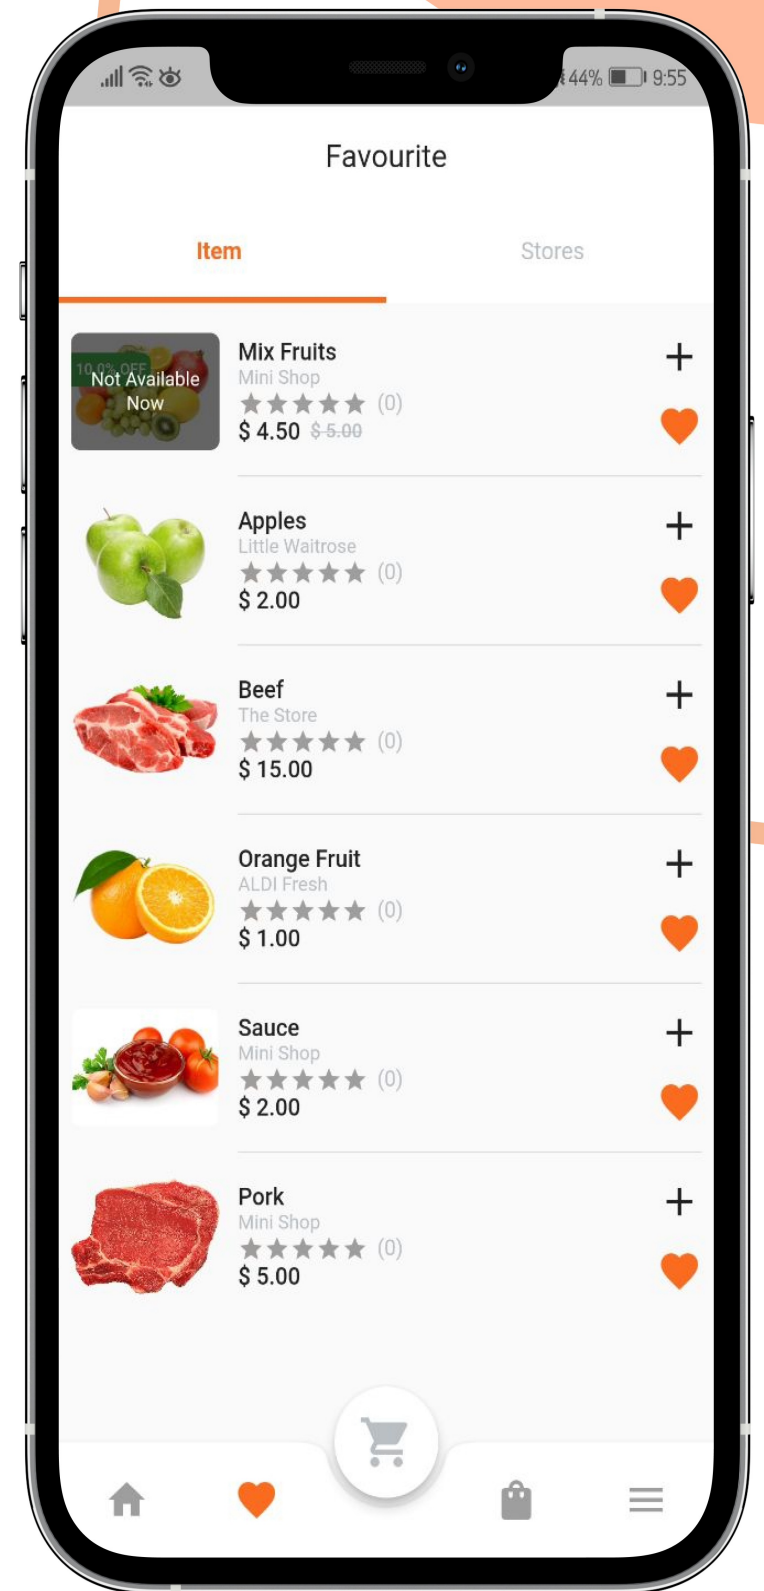 44% 9:55
Favourite
Item Stores
10.0% OFF
Not Available
Now
Mix Fruits
Mini Shop
(0)
$ 4.50 $ 5.00
Apples
Little Waitrose
(0)
$ 2.00
Beef
The Store
(0)
$ 15.00
Orange Fruit
ALDI Fresh
(0)
$ 1.00
Sauce
Mini Shop
(0)
$ 2.00
Pork
Mini Shop
(0)
$ 5.00